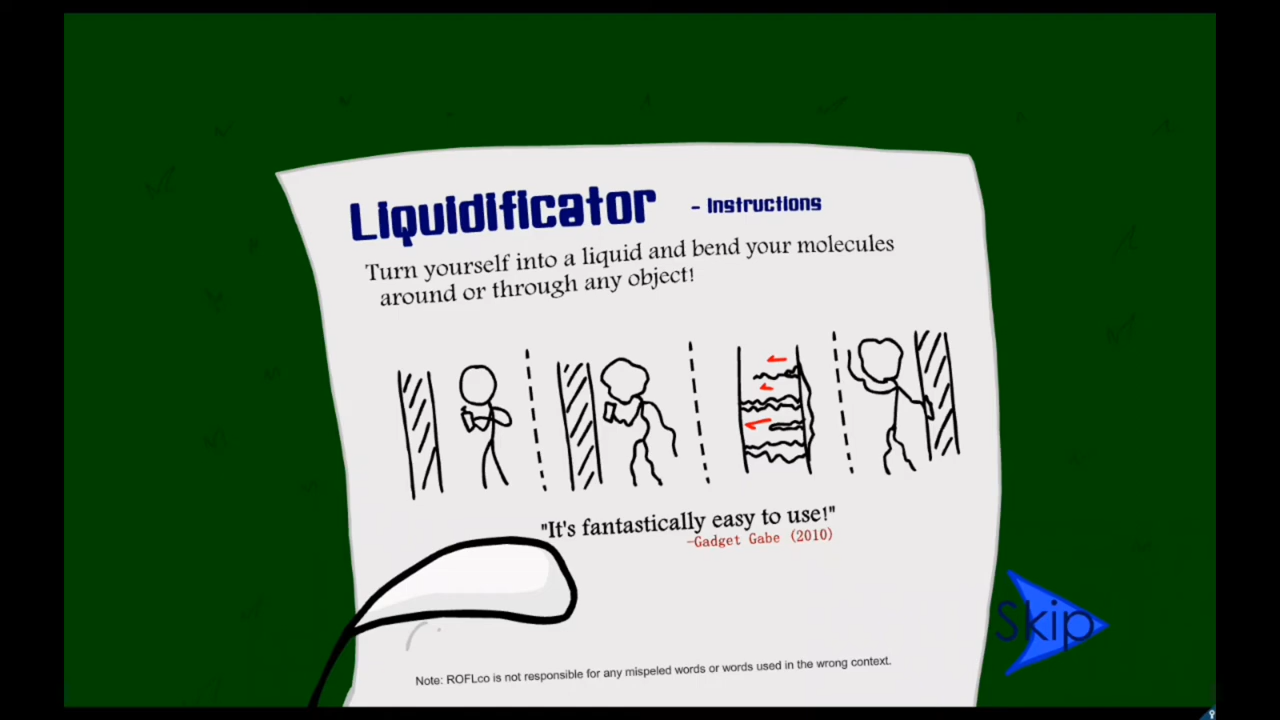 Liquidificator - Instructions
Turn yourself into a liquid and bend your molecules
around or through any object!
"It's fantastically easy to use!"
-Gadget Gabe (2010)
Skip
Note: ROFLco is not responsible for any mispeled words or words used in the wrong context.